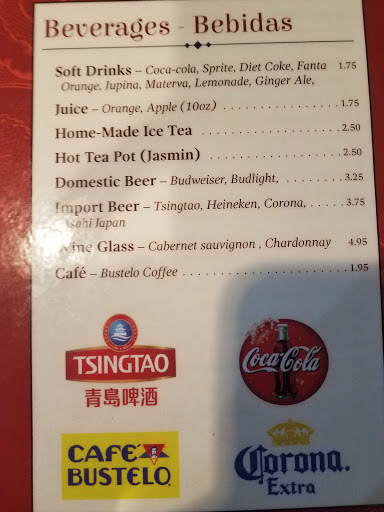 Beverages - Bebidas
Soft Drinks – Coca-cola, Sprite, Diet Coke, Fanta 1.75
Orange, Jupina, Materva, Lemonade, Ginger Ale,
Juice – Orange, Apple (10oz) . . . . . . . . . . . . . . . . . 1.75
Home-Made Ice Tea . . . . . . . . . . . . . . . . . . . . . 2.50
Hot Tea Pot (Jasmin) . . . . . . . . . . . . . . . . . . . . 2.50
Domestic Beer – Budweiser, Budlight, . . . . . . . . 3.25
Import Beer – Tsingtao, Heineken, Corona, . . . . . 3.75
Asahi Japan
Wine Glass – Cabernet sauvignon , Chardonnay 4.95
Café – Bustelo Coffee . . . . . . . . . . . . . . . . . . . . . . 1.95
TSINGTAO
青島啤酒
Coca-Cola
CAFÉ
BUSTELO
Corona.
Extra